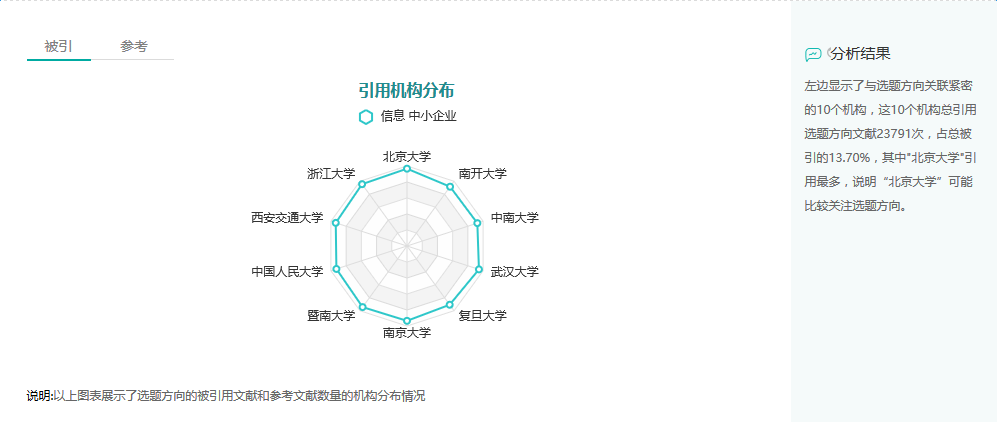 被引 参考
引用机构分布
信息 中小企业
北京大学
浙江大学 南开大学
西安交通大学 中南大学
中国人民大学 武汉大学
暨南大学 复旦大学
南京大学
说明:以上图表展示了选题方向的被引用文献和参考文献数量的机构分布情况
分析结果
左边显示了与选题方向关联紧密
的10个机构，这10个机构总引用
选题方向文献23791次，占总被
引的13.70%，其中"北京大学"引
用最多，说明“北京大学”可能
比较关注选题方向。